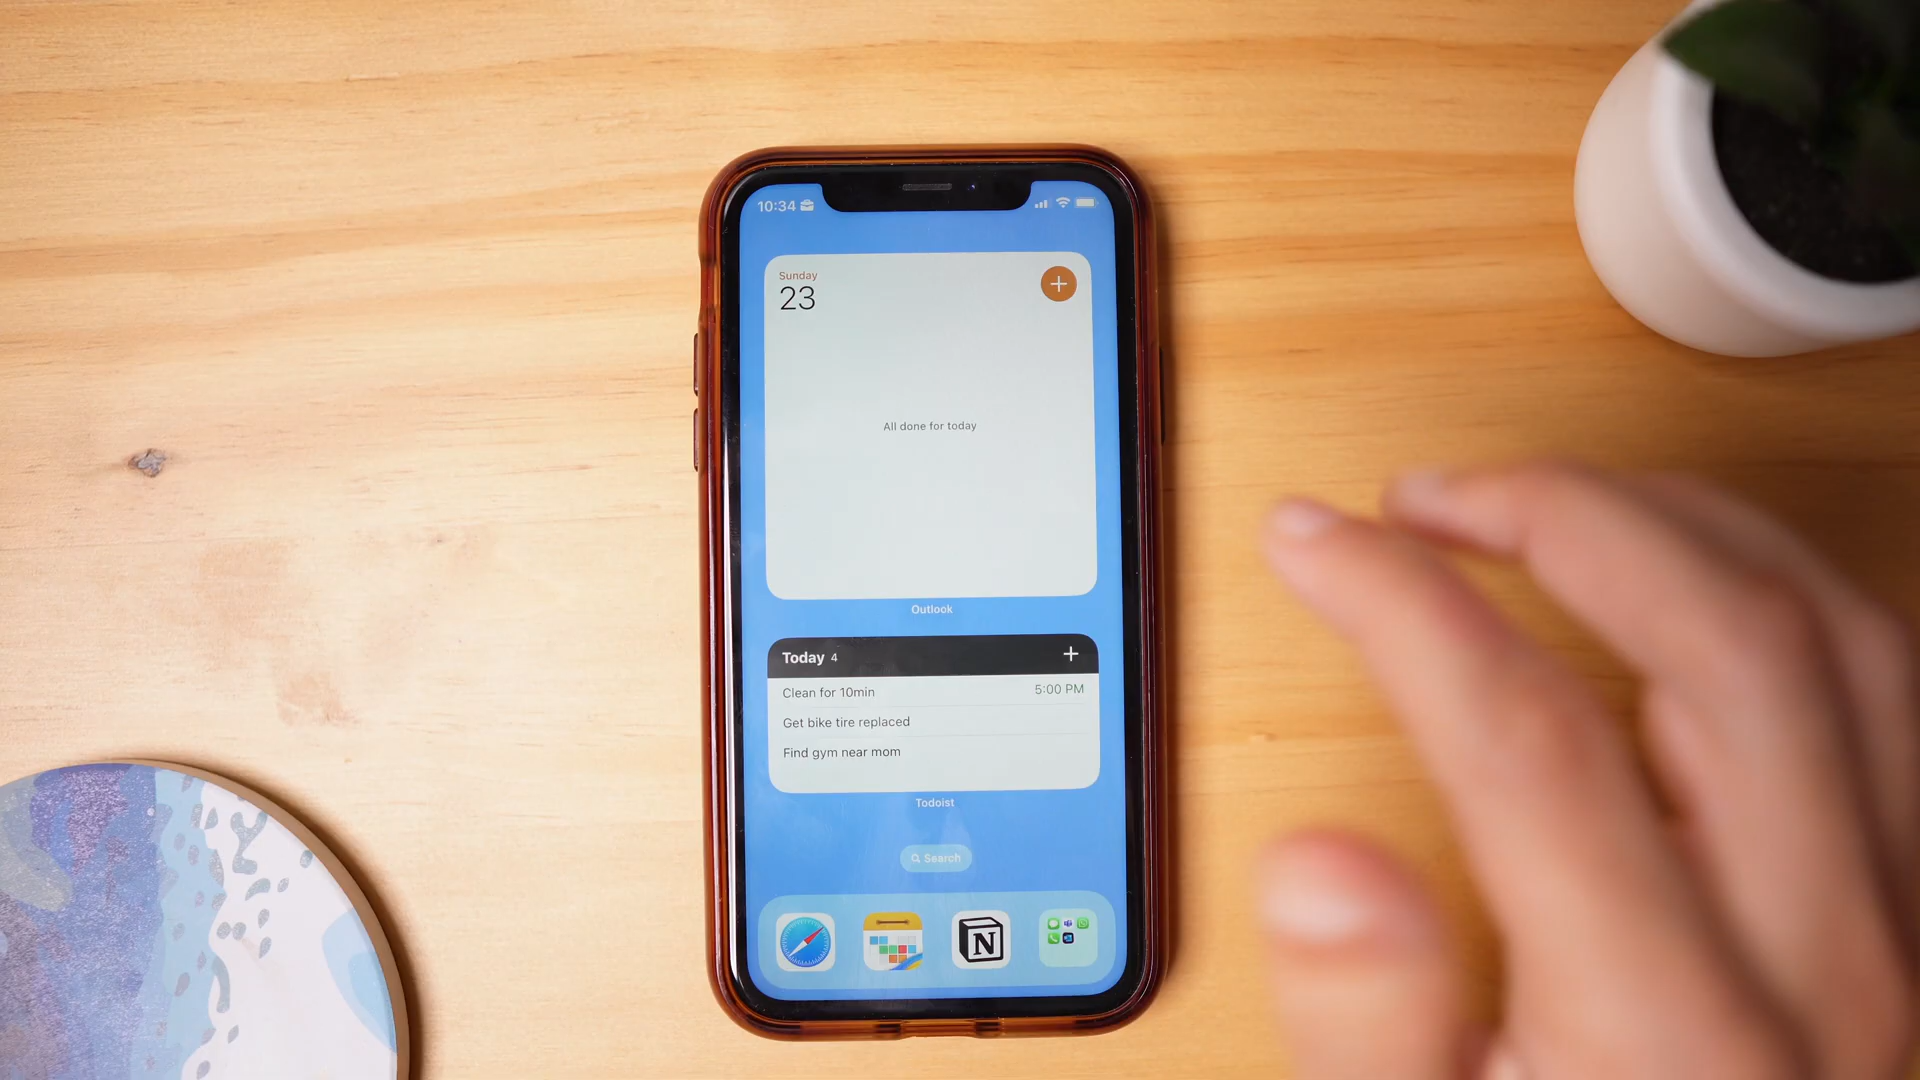 10:34
Sunday
23
All done for today
Outlook
Today 4
Clean for 10min 5:00 PM
Get bike tire replaced
Find gym near mom
Todoist
Search
N